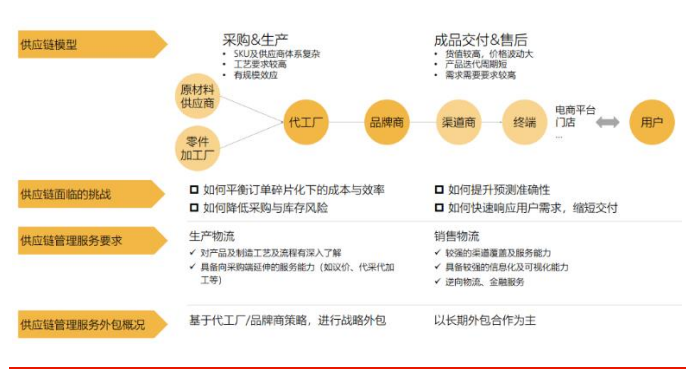 供应链模型
采购&生产
• SKU及供应商体系复杂
• 工艺要求较高
• 有规模效应
成品交付&售后
• 货值较高，价格波动大
• 产品迭代周期短
• 需求需要要求较高
原材料
供应商
零件
加工厂
代工厂
品牌商
渠道商
终端
电商平台
门店
...
用户
供应链面临的挑战
如何平衡订单碎片化下的成本与效率
如何降低采购与库存风险
如何提升预测准确性
如何快速响应用户需求，缩短交付
供应链管理服务要求
生产物流
✓ 对产品及制造工艺及流程有深入了解
✓ 具备向采购端延伸的服务能力（如议价、代采代加
工等）
销售物流
✓ 较强的渠道覆盖及服务能力
✓ 具备较强的信息化及可视化能力
✓ 逆向物流、金融服务
供应链管理服务外包概况
基于代工厂/品牌商策略，进行战略外包
以长期外包合作为主